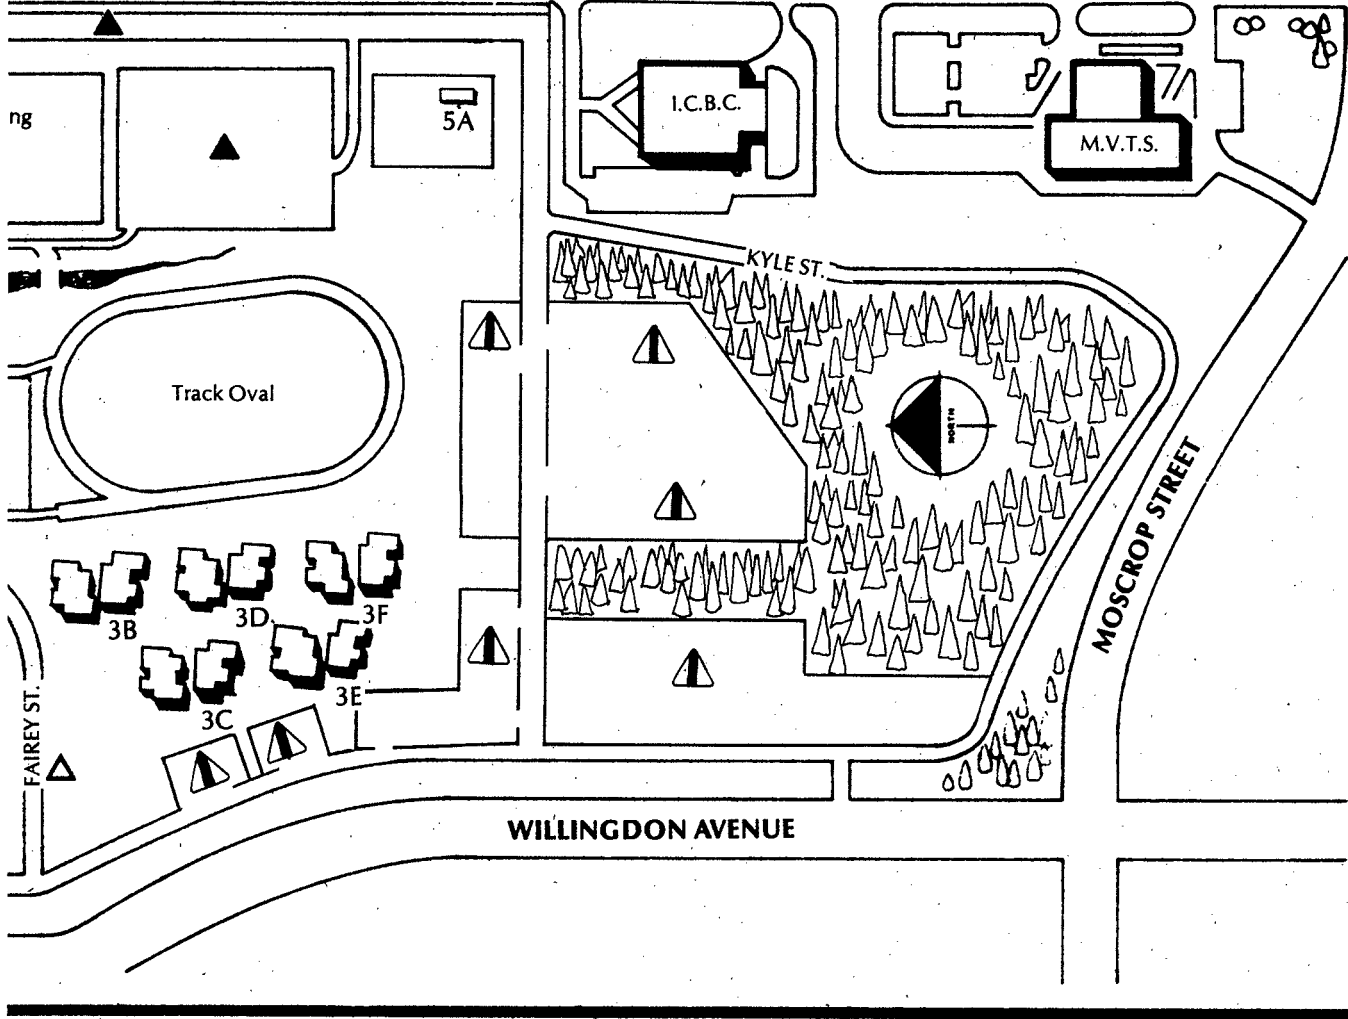 ng
5A
I.C.B.C.
M.V.T.S.
KYLE ST.
Track Oval
NORTH
MOSCROP STREET
3B
3D
3F
3C
3E
FAIREY ST.
WILLINGDON AVENUE